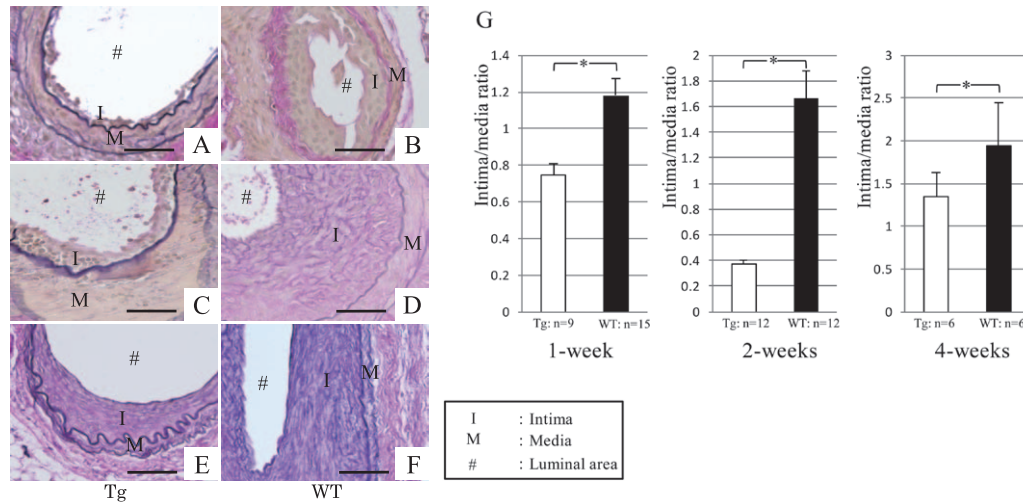 # I M A
# I M B
# I M C
# I M D
# I M E
# I M F
Tg WT
G
Intima/media ratio
1.4
1.2
1
0.8
0.6
0.4
0.2
0
*
Tg: n=9 WT: n=15
1-week
Intima/media ratio
2
1.8
1.6
1.4
1.2
1
0.8
0.6
0.4
0.2
0
*
Tg: n=12 WT: n=12
2-weeks
Intima/media ratio
3
2.5
2
1.5
1
0.5
0
*
Tg: n=6 WT: n=6
4-weeks
I : Intima
M : Media
# : Luminal area